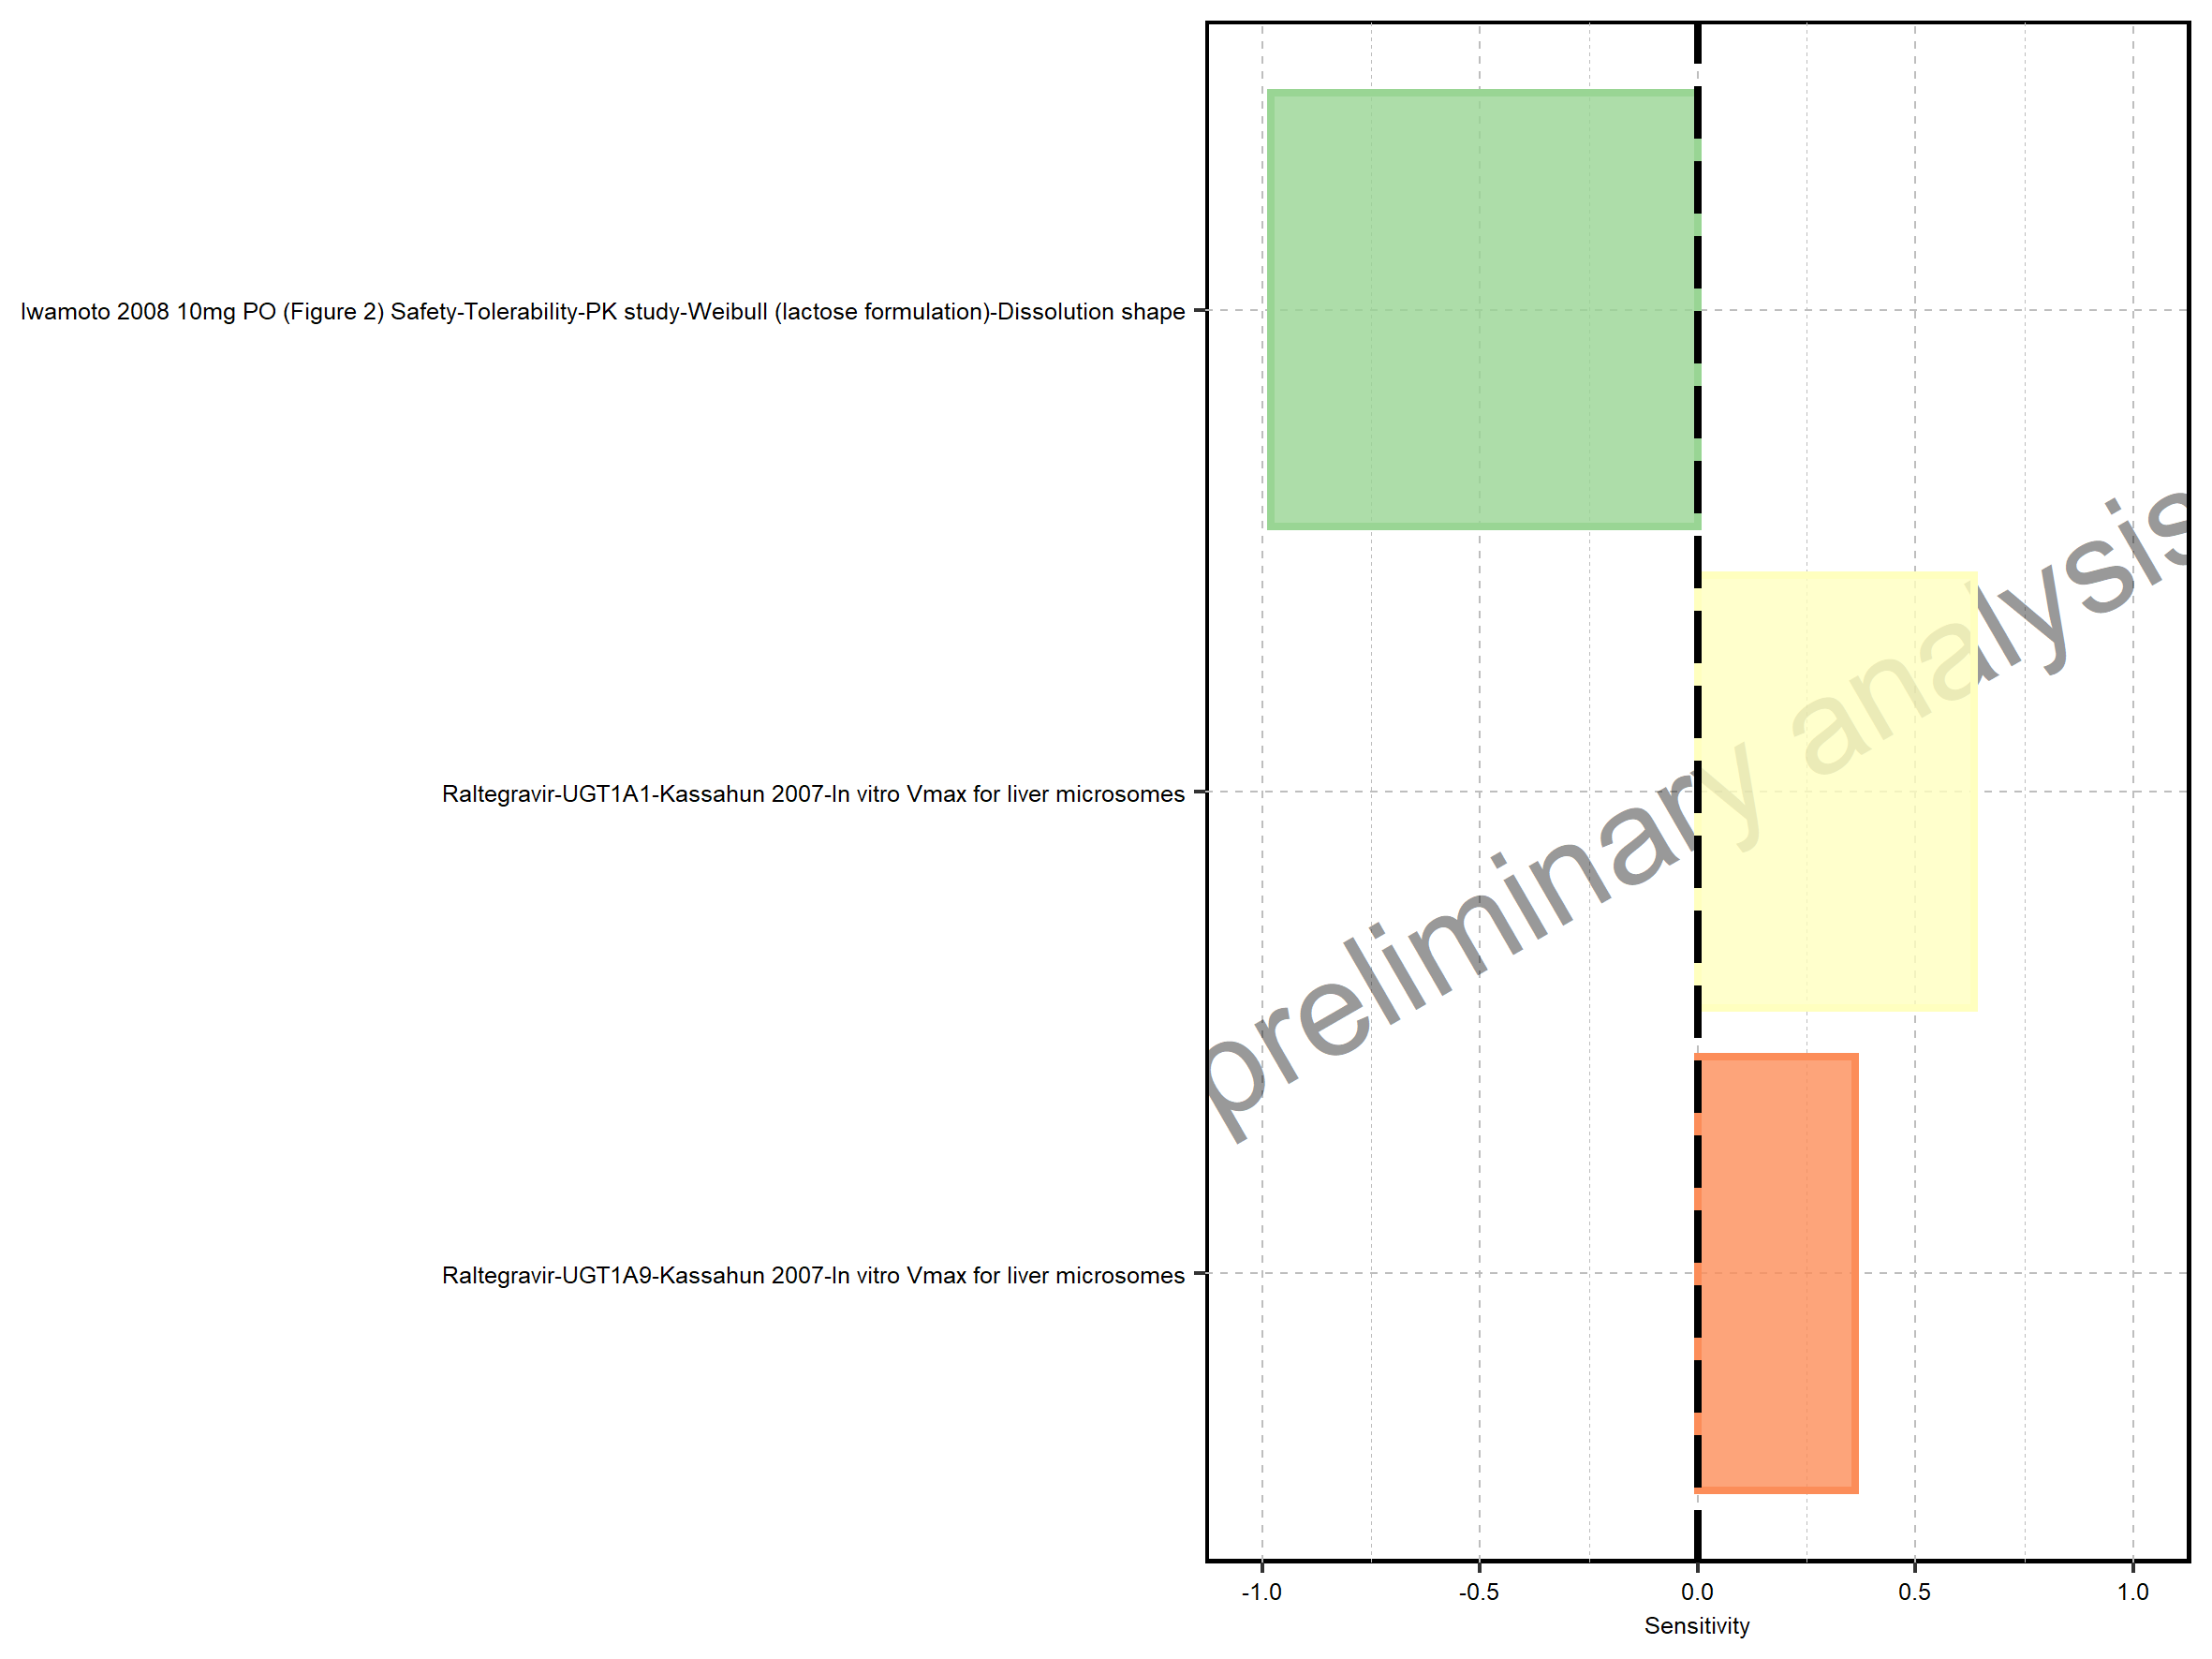 Iwamoto 2008 10mg PO (Figure 2) Safety-Tolerability-PK study-Weibull (lactose formulation)-Dissolution shape
Raltegravir-UGT1A1-Kassahun 2007-In vitro Vmax for liver microsomes
Raltegravir-UGT1A9-Kassahun 2007-In vitro Vmax for liver microsomes
preliminary analysis
-1.0 -0.5 0.0 0.5 1.0
Sensitivity